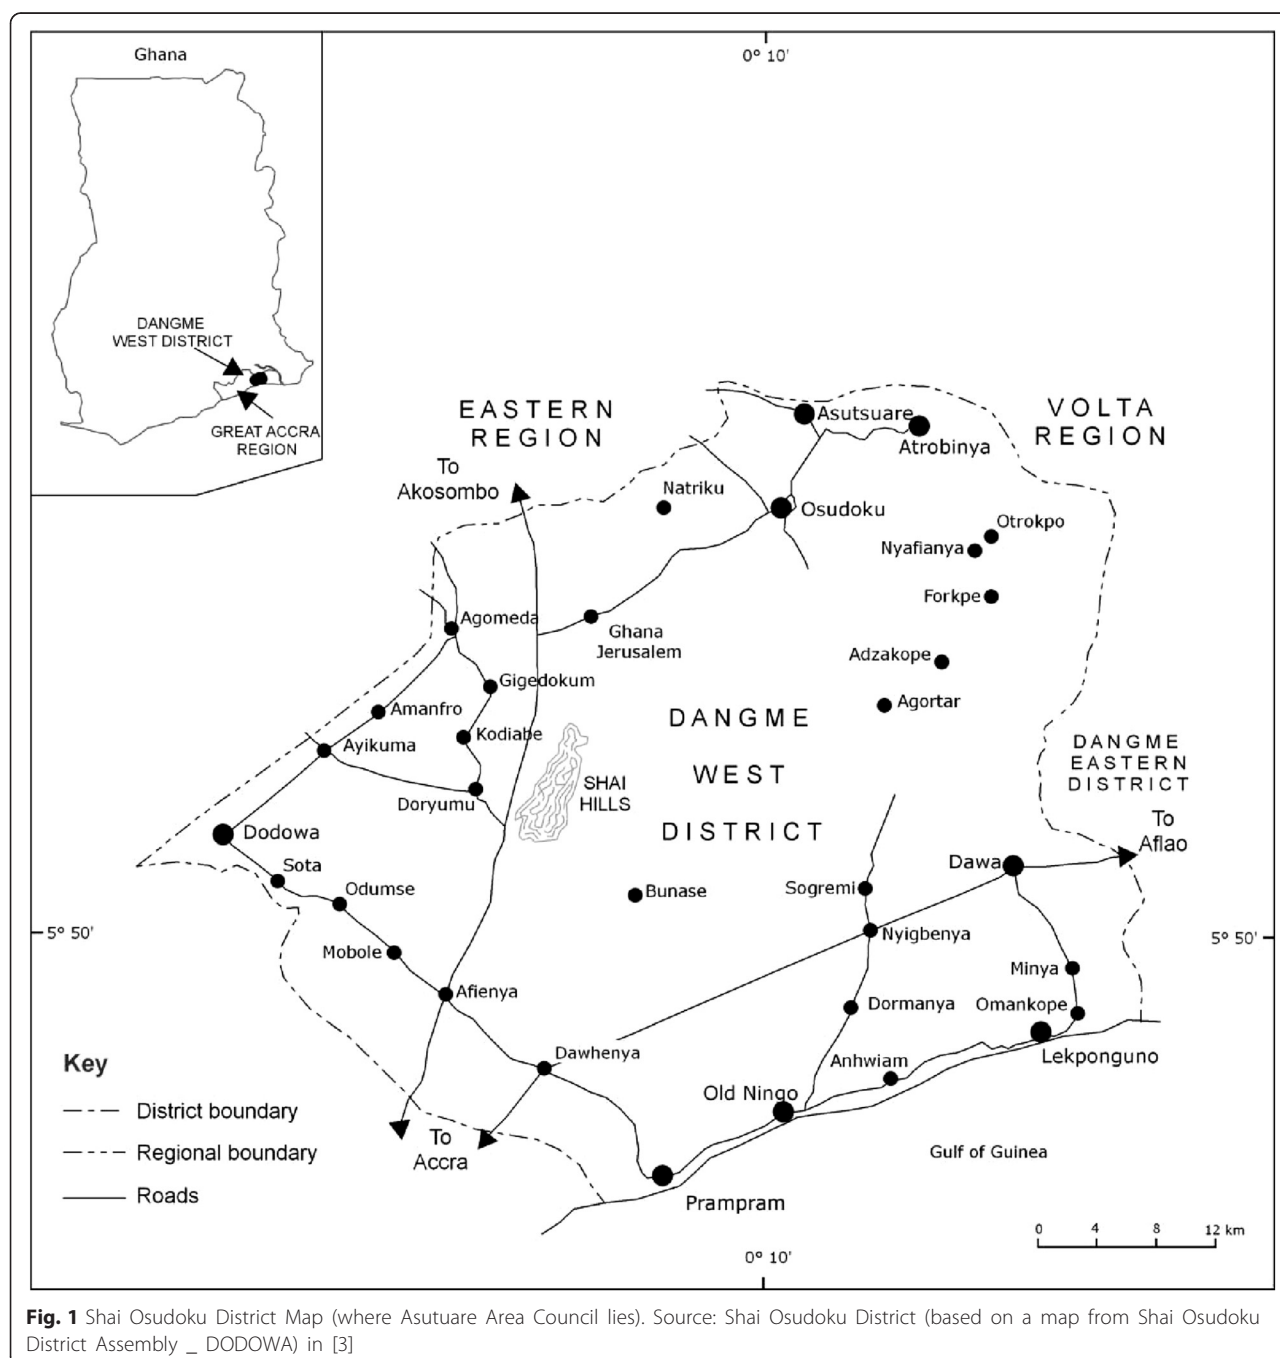 Ghana
0° 10'
DANGME
WEST DISTRICT
GREAT ACCRA
REGION
EASTERN
REGION
VOLTA
REGION
Asutsuare
Atrobinya
To
Akosombo
Natriku
Osudoku
Otrokpo
Nyafianya
Forkpe
Agomeda
Ghana
Jerusalem
Adzakope
Gigedokum
Agortar
Amanfro
DANGME
WEST
DISTRICT
Kodiabe
Ayikuma
DANGME
EASTERN
DISTRICT
SHAI
HILLS
Doryumu
To
Aflao
Dodowa
Dawa
Sota
Odumse
Bunase
Sogremi
5° 50'
5° 50'
Nyigbenya
Mobole
Minya
Afienya
Dormanya
Omankope
Dawhenya
Lekponguno
Anhwiam
Old Ningo
Key
District boundary
Regional boundary
Roads
To
Accra
Gulf of Guinea
Prampram
0 4 8 12 km
0° 10'
Fig. 1 Shai Osudoku District Map (where Asutuare Area Council lies). Source: Shai Osudoku District (based on a map from Shai Osudoku
District Assembly _ DODOWA) in [3]